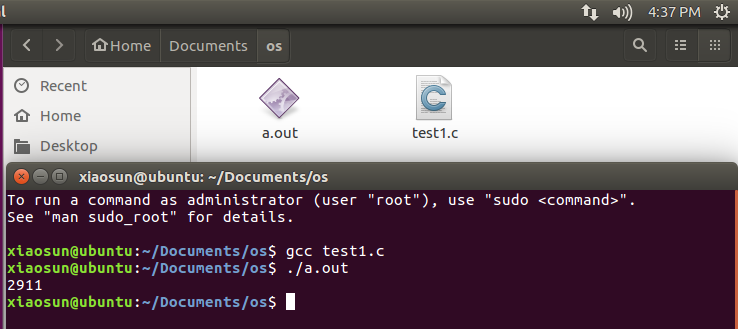 al
4:37 PM
Home Documents os
Recent
Home
Desktop
a.out
test1.c
xiaosun@ubuntu: ~/Documents/os
To run a command as administrator (user "root"), use "sudo <command>".
See "man sudo_root" for details.
xiaosun@ubuntu:~/Documents/os$ gcc test1.c
xiaosun@ubuntu:~/Documents/os$ ./a.out
2911
xiaosun@ubuntu:~/Documents/os$